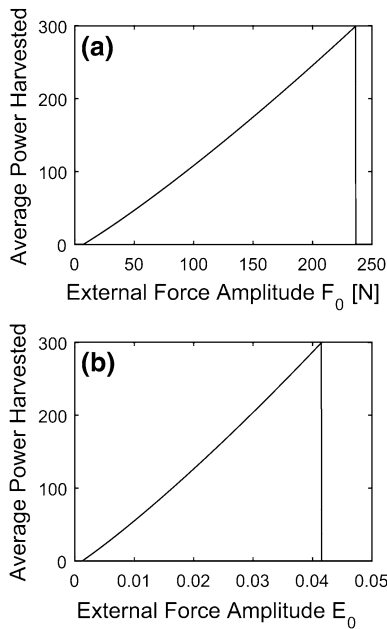 (a)
Average Power Harvested
300
200
100
0
0 50 100 150 200 250
External Force Amplitude F0 [N]
(b)
Average Power Harvested
300
200
100
0
0 0.01 0.02 0.03 0.04 0.05
External Force Amplitude E0